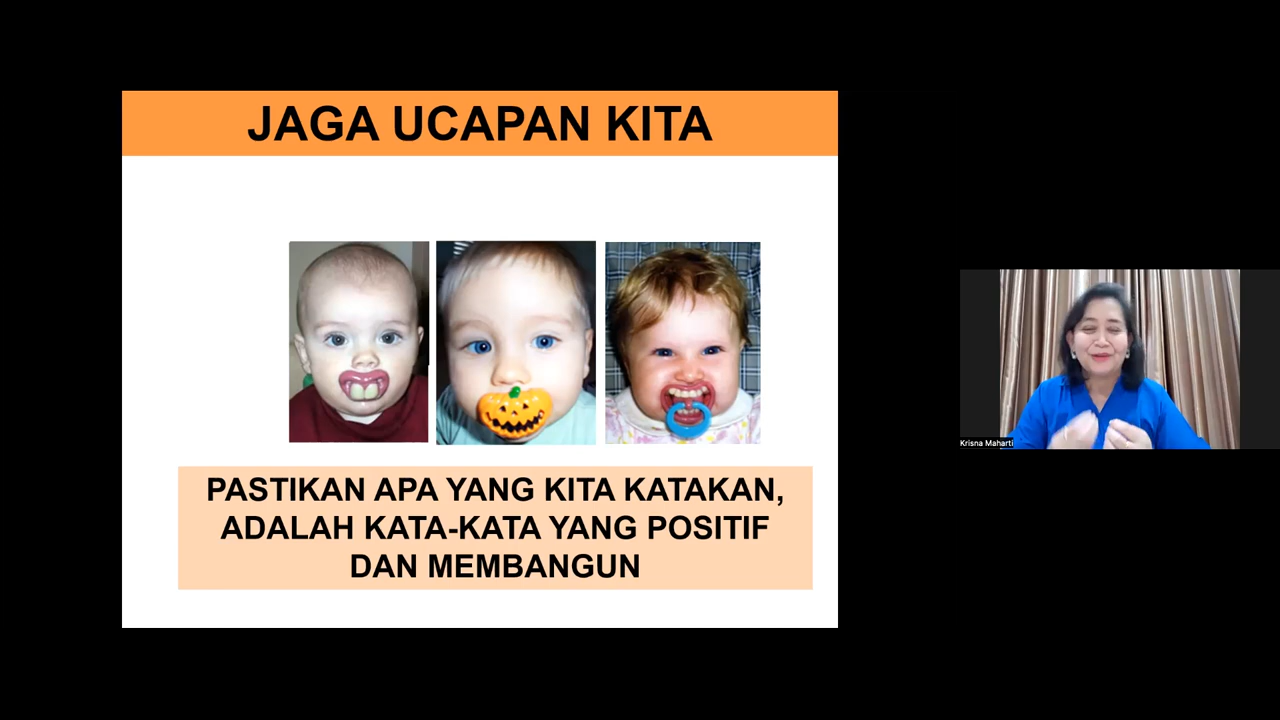 JAGA UCAPAN KITA
PASTIKAN APA YANG KITA KATAKAN,
ADALAH KATA-KATA YANG POSITIF
DAN MEMBANGUN
Krisna Maharti